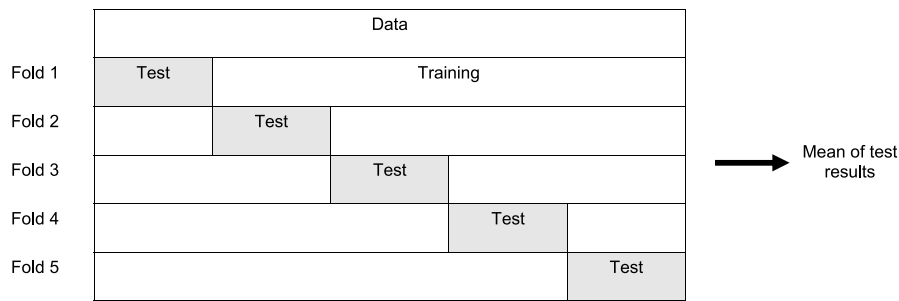 Data
Fold 1 Test Training
Fold 2 Test
Fold 3 Test
Fold 4 Test
Fold 5 Test
Mean of test
results